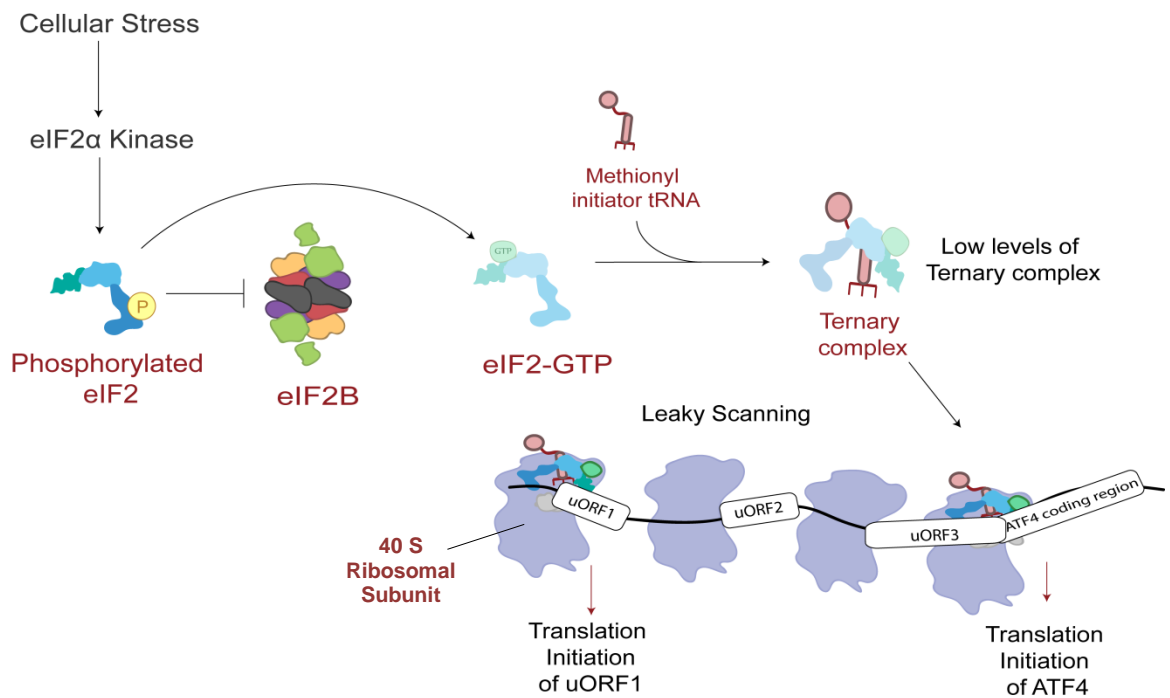 Cellular Stress
eIF2α Kinase
Methionyl
initiator tRNA
GTP
P
Low levels of
Ternary complex
Phosphorylated
eIF2
eIF2B
eIF2-GTP
Ternary
complex
Leaky Scanning
uORF1
uORF2
uORF3
ATF4 coding region
40 S
Ribosomal
Subunit
Translation
Initiation
of uORF1
Translation
Initiation
of ATF4